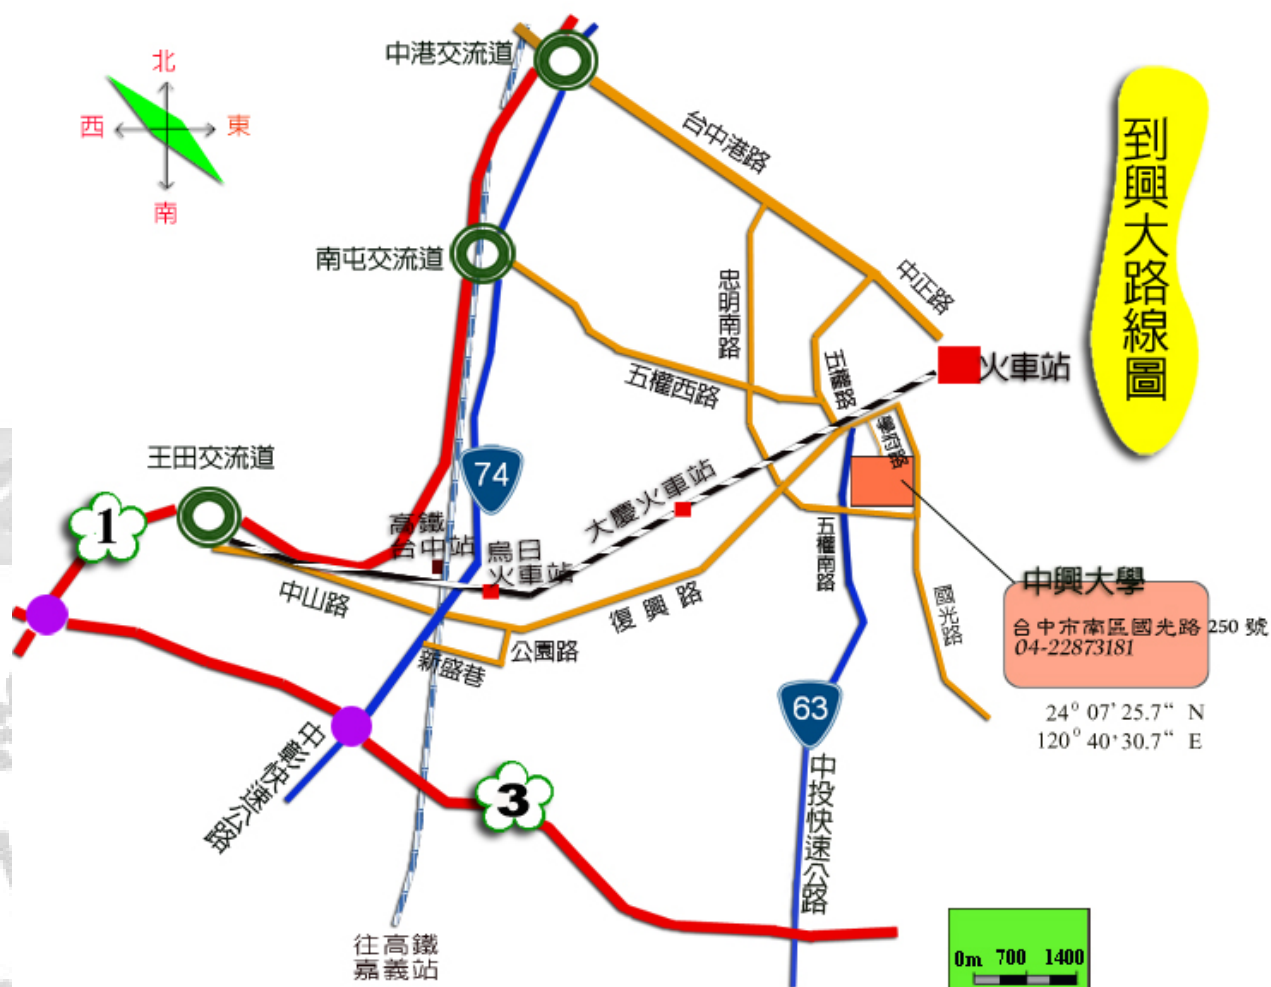 北
西
東
南
中港交流道
台中港路
到興大路線圖
南屯交流道
忠明南路
中正路
火車站
五權西路
五權路
學府路
王田交流道
74
1
大慶火車站
高鐵
台中站
烏日
火車站
五權南路
中山路
復興路
國光路
中興大學
台中市南區國光路 250 號
04-22873181
公園路
新盛巷
24° 07' 25.7“ N
120° 40' 30.7“ E
63
中彰快速公路
3
中投快速公路
往高鐵
嘉義站
0m 700 1400